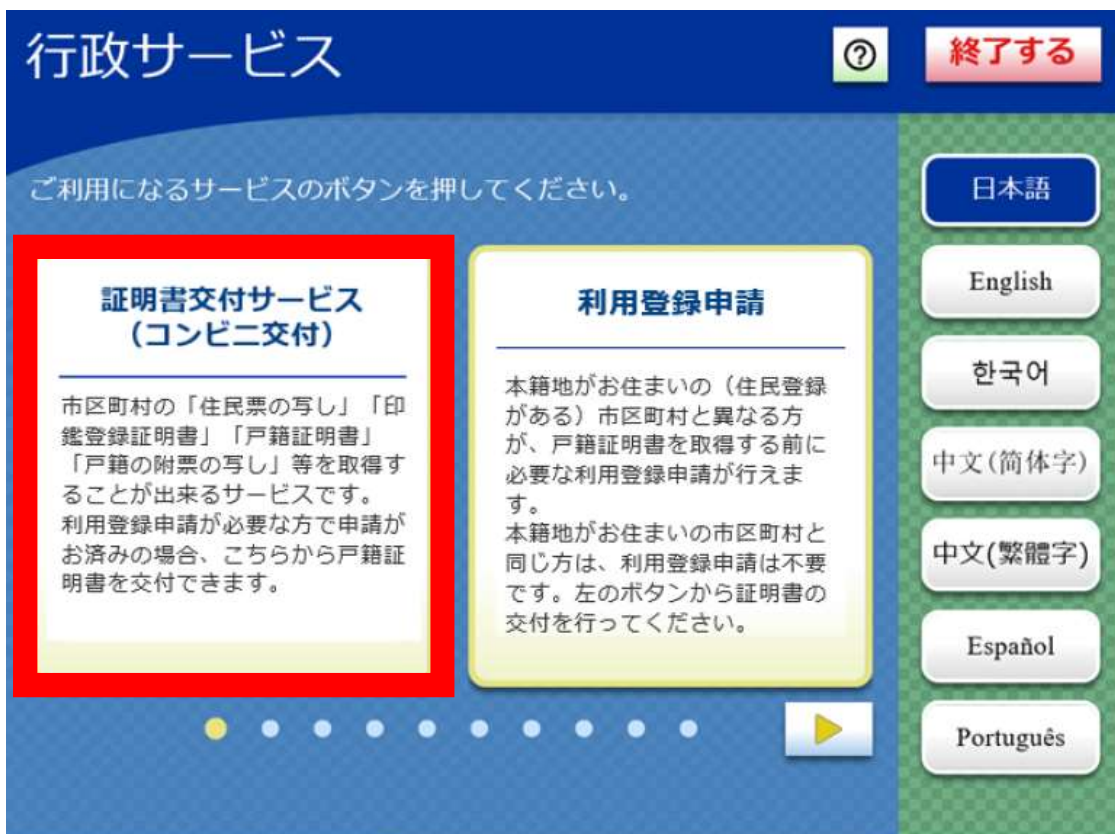 行政サービス
?
終了する
ご利用になるサービスのボタンを押してください。
証明書交付サービス
(コンビニ交付)
市区町村の「住民票の写し」「印
鑑登録証明書」「戸籍証明書」
「戸籍の附票の写し」等を取得す
ることが出来るサービスです。
利用登録申請が必要な方で申請が
お済みの場合、こちらから戸籍証
明書を交付できます。
利用登録申請
本籍地がお住まいの（住民登録
がある）市区町村と異なる方
が、戸籍証明書を取得する前に
必要な利用登録申請が行えま
す。
本籍地がお住まいの市区町村と
同じ方は、利用登録申請は不要
です。左のボタンから証明書の
交付を行ってください。
日本語
English
한국어
中文(简体字)
中文(繁體字)
Español
Português